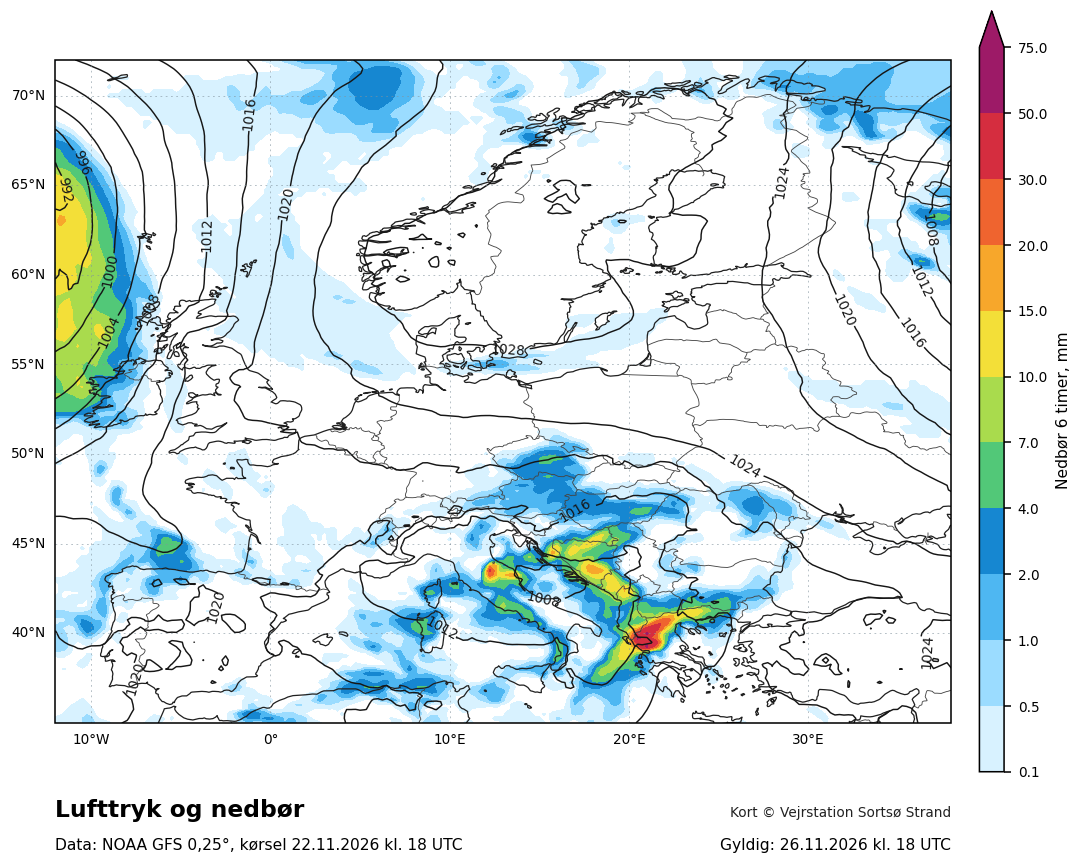 75.0
50.0
30.0
20.0
15.0
10.0
7.0
4.0
2.0
1.0
0.5
0.1
Nedbør 6 timer, mm
70°N
65°N
60°N
55°N
50°N
45°N
40°N
10°W
0°
10°E
20°E
30°E
996
992
1000
1004
1008
1012
1016
1020
1024
1008
1012
1016
1020
1028
1024
1016
1008
1012
1020
1020
1024
Lufttryk og nedbør
Kort © Vejrstation Sortsø Strand
Data: NOAA GFS 0,25°, kørsel 22.11.2026 kl. 18 UTC
Gyldig: 26.11.2026 kl. 18 UTC